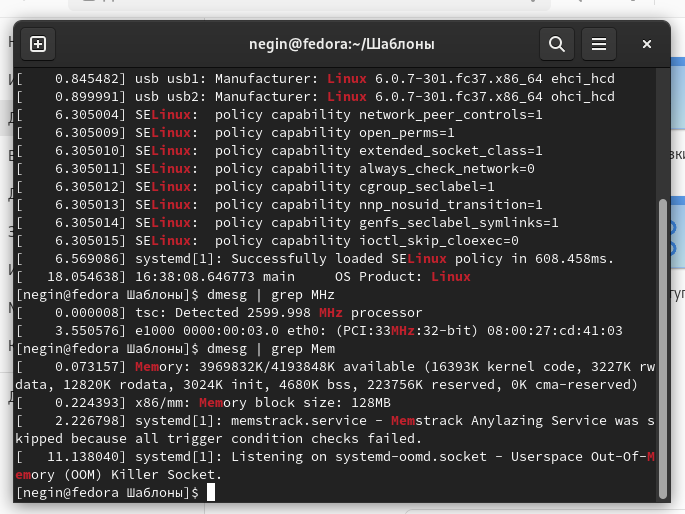 negin@fedora:~/Шаблоны
[    0.845482] usb usb1: Manufacturer: Linux 6.0.7-301.fc37.x86_64 ehci_hcd
[    0.899991] usb usb2: Manufacturer: Linux 6.0.7-301.fc37.x86_64 ohci_hcd
[    6.305004] SELinux:  policy capability network_peer_controls=1
[    6.305009] SELinux:  policy capability open_perms=1
[    6.305010] SELinux:  policy capability extended_socket_class=1
[    6.305011] SELinux:  policy capability always_check_network=0
[    6.305012] SELinux:  policy capability cgroup_seclabel=1
[    6.305013] SELinux:  policy capability nnp_nosuid_transition=1
[    6.305014] SELinux:  policy capability genfs_seclabel_symlinks=1
[    6.305015] SELinux:  policy capability ioctl_skip_cloexec=0
[    6.569086] systemd[1]: Successfully loaded SELinux policy in 608.458ms.
[   18.054638] 16:38:08.646773 main     OS Product: Linux
[negin@fedora Шаблоны]$ dmesg | grep MHz
[    0.000008] tsc: Detected 2599.998 MHz processor
[    3.550576] e1000 0000:00:03.0 eth0: (PCI:33MHz:32-bit) 08:00:27:cd:41:03
[negin@fedora Шаблоны]$ dmesg | grep Mem
[    0.073157] Memory: 3969832K/4193848K available (16393K kernel code, 3227K rw
data, 12820K rodata, 3024K init, 4680K bss, 223756K reserved, 0K cma-reserved)
[    0.224393] x86/mm: Memory block size: 128MB
[    2.226798] systemd[1]: memstrack.service - Memstrack Anylazing Service was s
kipped because all trigger condition checks failed.
[   11.138040] systemd[1]: Listening on systemd-oomd.socket - Userspace Out-Of-M
emory (OOM) Killer Socket.
[negin@fedora Шаблоны]$